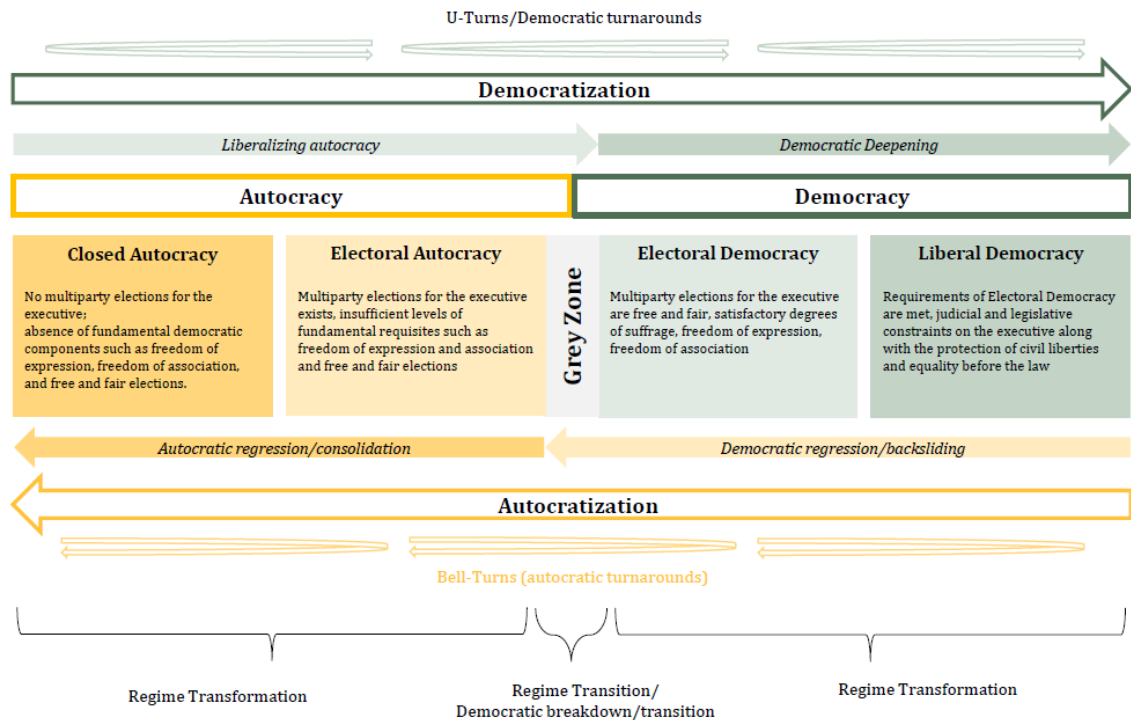 U-Turns/Democratic turnarounds
Democratization
Liberalizing autocracy
Democratic Deepening
Autocracy
Democracy
Closed Autocracy
No multiparty elections for the
executive;
absence of fundamental democratic
components such as freedom of
expression, freedom of association,
and free and fair elections.
Electoral Autocracy
Multiparty elections for the executive
exists, insufficient levels of
fundamental requisites such as
freedom of expression and association
and free and fair elections
Grey Zone
Electoral Democracy
Multiparty elections for the executive
are free and fair, satisfactory degrees
of suffrage, freedom of expression,
freedom of association
Liberal Democracy
Requirements of Electoral Democracy
are met, judicial and legislative
constraints on the executive along
with the protection of civil liberties
and equality before the law
Autocratic regression/consolidation
Democratic regression/backsliding
Autocratization
Bell-Turns (autocratic turnarounds)
Regime Transformation
Regime Transition/
Democratic breakdown/transition
Regime Transformation